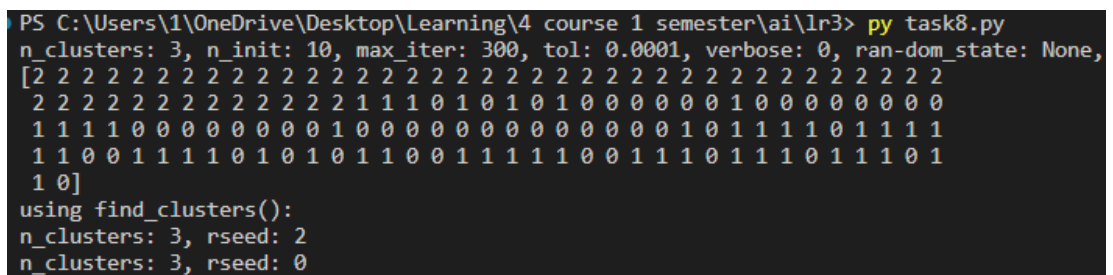 PS C:\Users\1\OneDrive\Desktop\Learning\4 course 1 semester\ai\lr3> py task8.py
n_clusters: 3, n_init: 10, max_iter: 300, tol: 0.0001, verbose: 0, ran-dom_state: None,
[2 2 2 2 2 2 2 2 2 2 2 2 2 2 2 2 2 2 2 2 2 2 2 2 2 2 2 2 2 2 2 2 2 2 2 2 2
2 2 2 2 2 2 2 2 2 2 2 2 2 1 1 1 0 1 0 1 0 1 0 0 0 0 0 0 1 0 0 0 0 0 0 0 0
1 1 1 1 0 0 0 0 0 0 0 0 1 0 0 0 0 0 0 0 0 0 0 0 0 0 1 0 1 1 1 1 0 1 1 1 1
1 1 0 0 1 1 1 1 0 1 0 1 0 1 1 0 0 1 1 1 1 1 0 0 1 1 1 0 1 1 1 0 1 1 1 0 1
1 0]
using find_clusters():
n_clusters: 3, rseed: 2
n_clusters: 3, rseed: 0